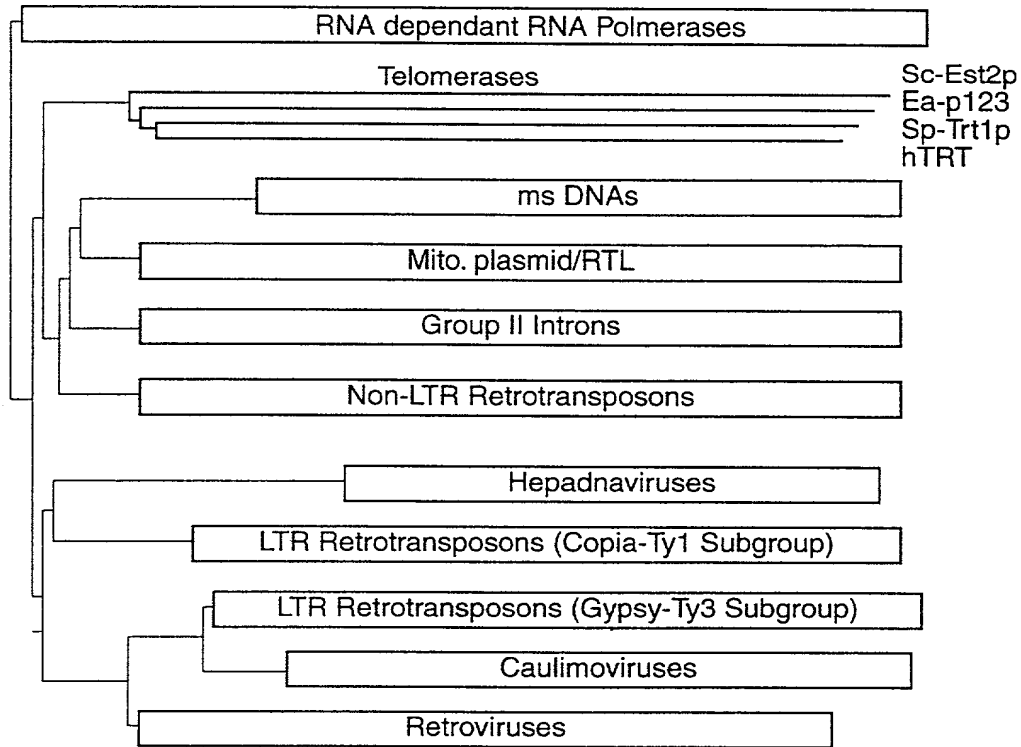 RNA dependant RNA Polmerases
Telomerases
Sc-Est2p
Ea-p123
Sp-Trt1p
hTRT
ms DNAs
Mito. plasmid/RTL
Group II Introns
Non-LTR Retrotransposons
Hepadnaviruses
LTR Retrotransposons (Copia-Ty1 Subgroup)
LTR Retrotransposons (Gypsy-Ty3 Subgroup)
Caulimoviruses
Retroviruses